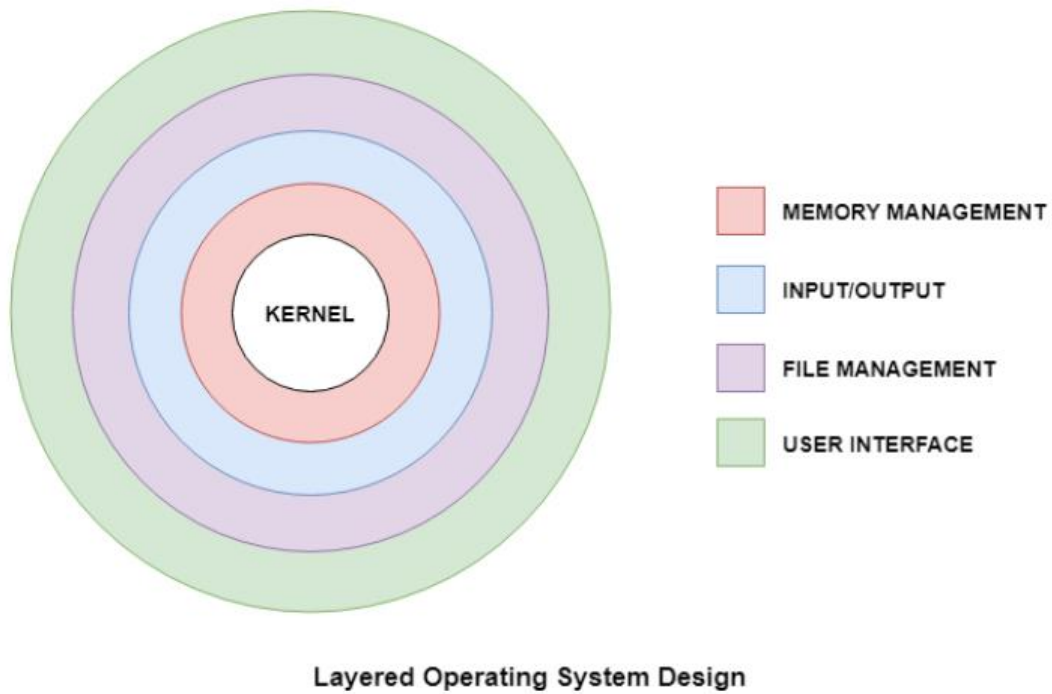 KERNEL
MEMORY MANAGEMENT
INPUT/OUTPUT
FILE MANAGEMENT
USER INTERFACE
Layered Operating System Design